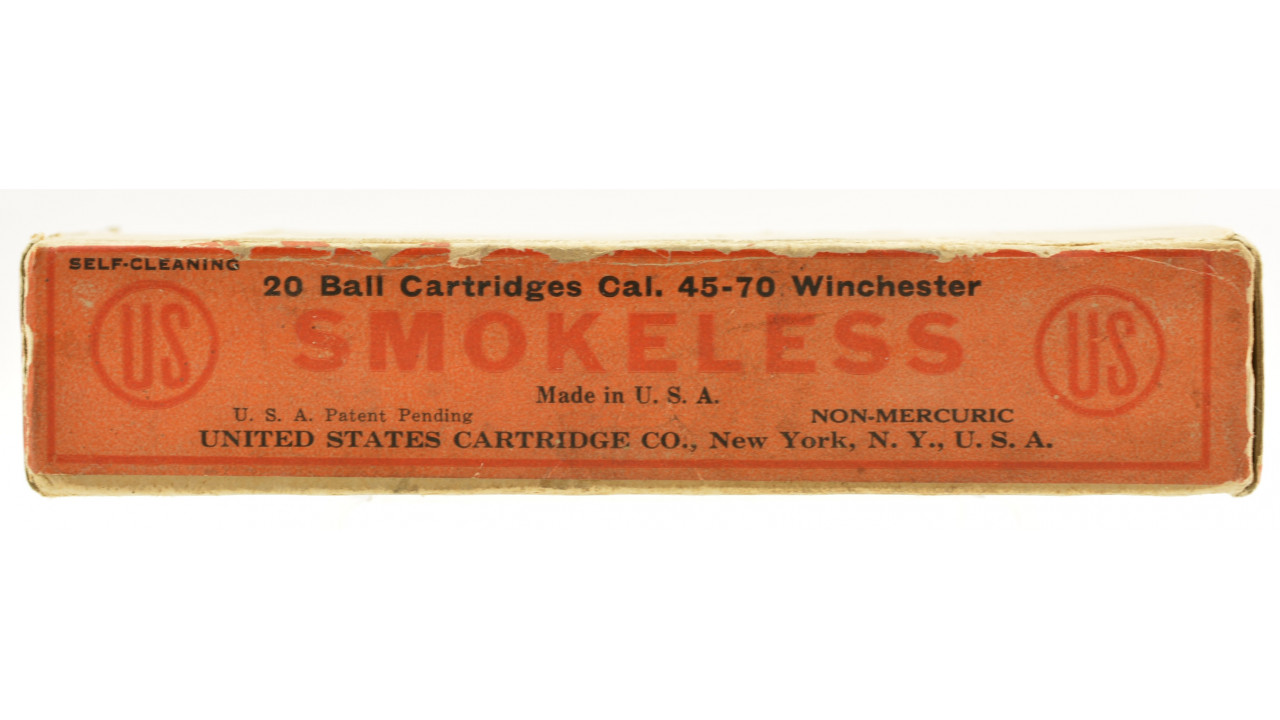 SELF-CLEANING
20 Ball Cartridges Cal. 45-70 Winchester
US SMOKELESS US
Made in U. S. A.
U. S. A. Patent Pending NON-MERCURIC
UNITED STATES CARTRIDGE CO., New York, N. Y., U. S. A.